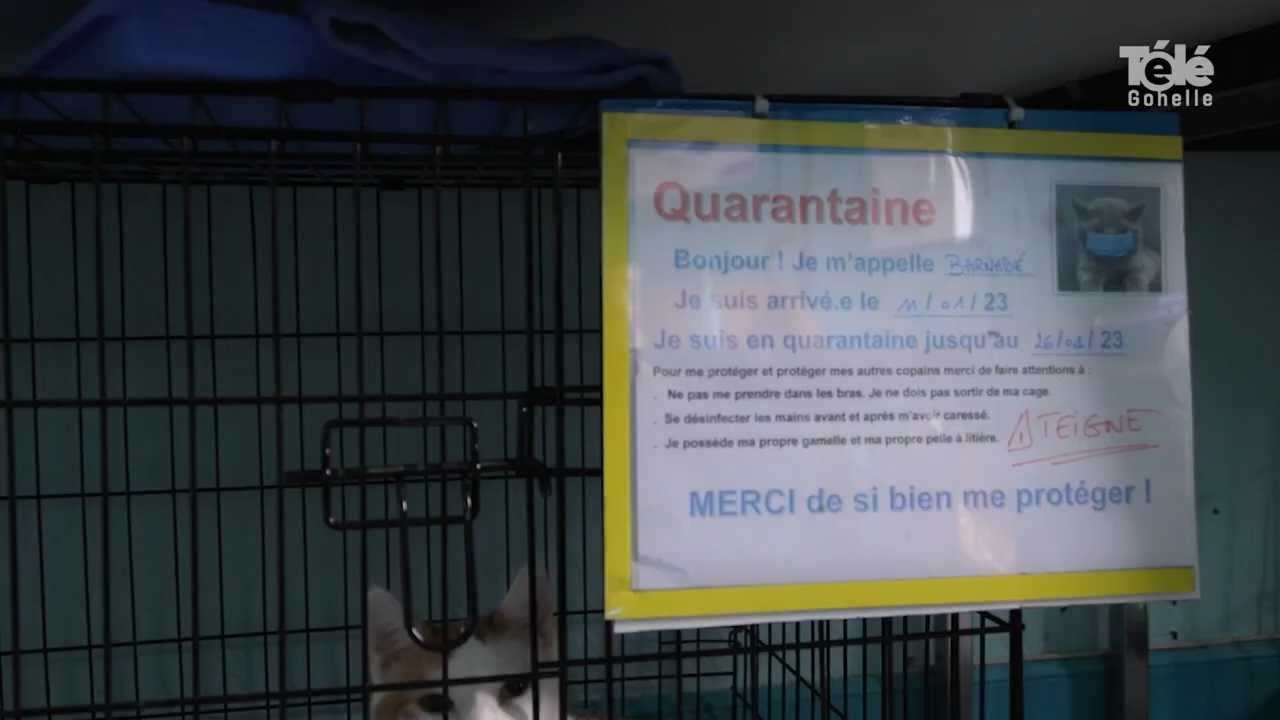 Télé
Gohelle
Quarantaine
Bonjour ! Je m'appelle BARNABÉ
Je suis arrivé.e le 11/01/23
Je suis en quarantaine jusqu'au 26/01/23
Pour me protéger et protéger mes autres copains merci de faire attentions à :
. Ne pas me prendre dans les bras. Je ne dois pas sortir de ma cage.
. Se désinfecter les mains avant et après m'avoir caressé.
. Je possède ma propre gamelle et ma propre pelle à litière.
⚠ TEIGNE
MERCI de si bien me protéger !